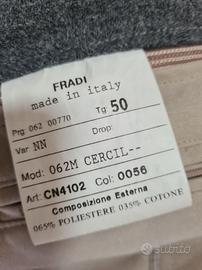 FRADI
made in italy
Prg 062 00770 Tg 50
Var NN Drop:
Mod: 062M CERCIL--
Art: CN4102 Col: 0056
Composizione Esterna
065% POLIESTERE 035% COTONE
subito